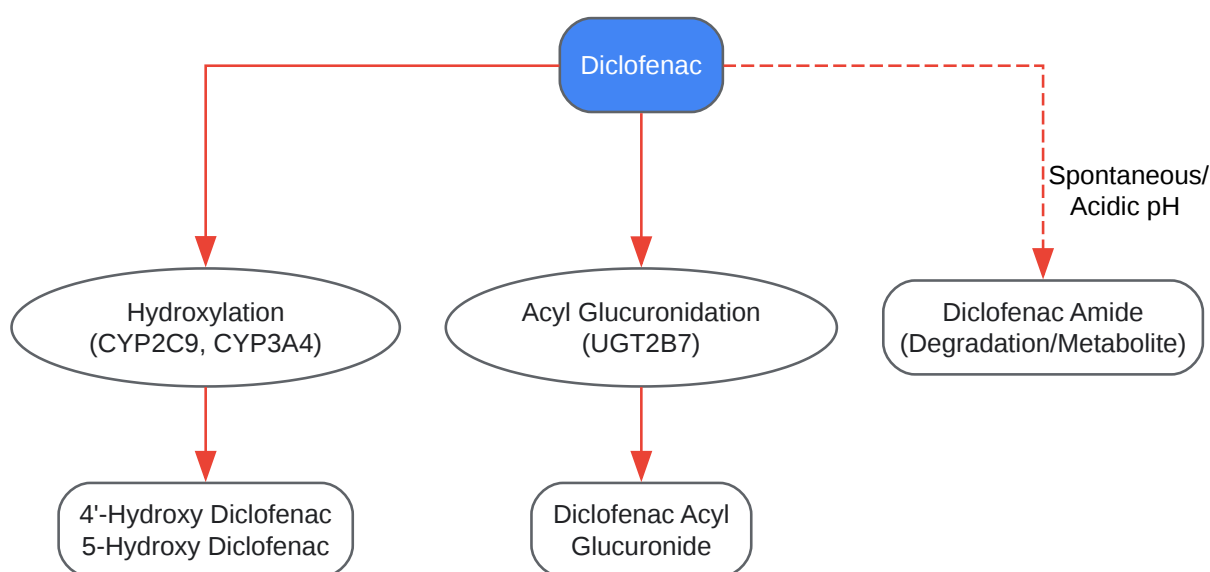 Diclofenac
Spontaneous/
Acidic pH
Hydroxylation
(CYP2C9, CYP3A4)
Acyl Glucuronidation
(UGT2B7)
Diclofenac Amide
(Degradation/Metabolite)
4'-Hydroxy Diclofenac
5-Hydroxy Diclofenac
Diclofenac Acyl
Glucuronide